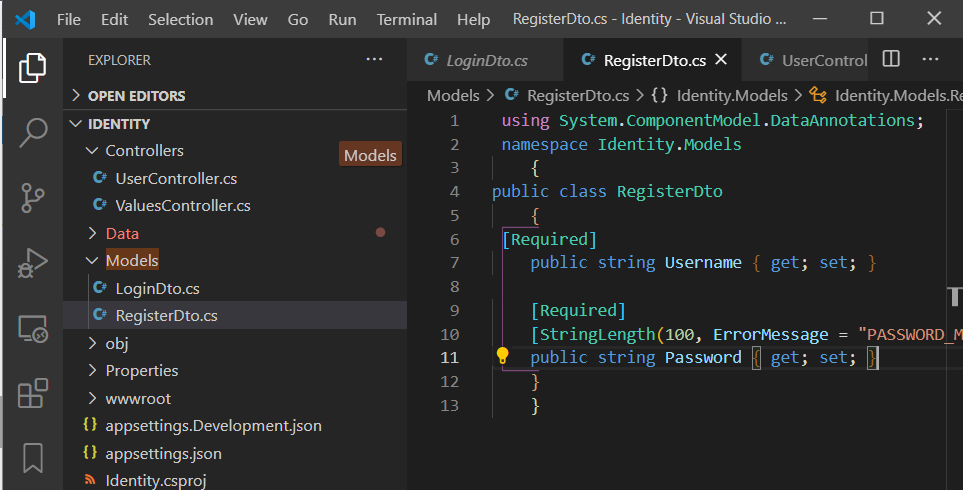 File Edit Selection View Go Run Terminal Help RegisterDto.cs - Identity - Visual Studio ...
EXPLORER ...
OPEN EDITORS
IDENTITY
Controllers
Models
C# UserController.cs
C# ValuesController.cs
Data
Models
C# LoginDto.cs
C# RegisterDto.cs
obj
Properties
wwwroot
{} appsettings.Development.json
{} appsettings.json
Identity.csproj
C# LoginDto.cs C# RegisterDto.cs C# UserControl ...
Models > C# RegisterDto.cs > {} Identity.Models > Identity.Models.Re
1 using System.ComponentModel.DataAnnotations;
2 namespace Identity.Models
3 {
4 public class RegisterDto
5 {
6 [Required]
7 public string Username { get; set; }
8
9 [Required]
10 [StringLength(100, ErrorMessage = "PASSWORD_M
11 public string Password { get; set; }
12 }
13 }